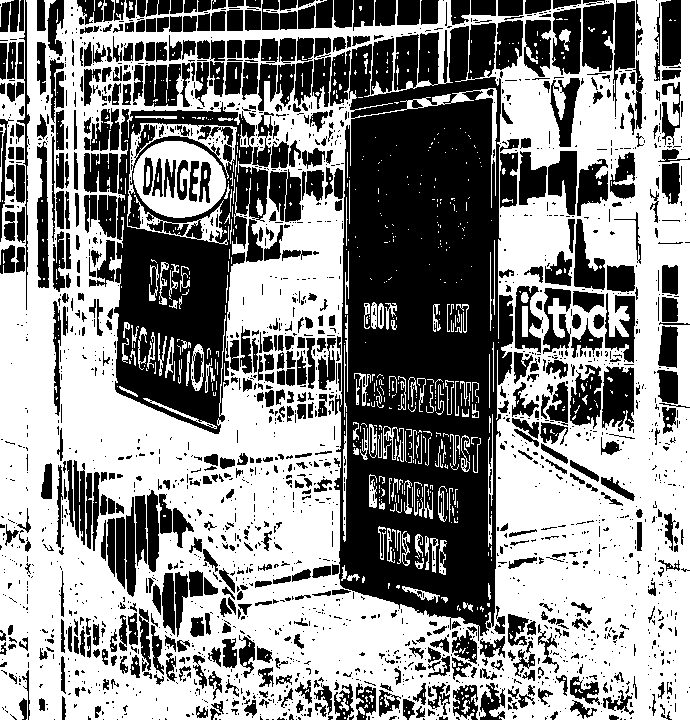 DANGER
DEEP
EXCAVATION
BOOTS
HAT
THIS PROTECTIVE
EQUIPMENT MUST
BE WORN ON
THIS SITE
iStock
by Getty Images